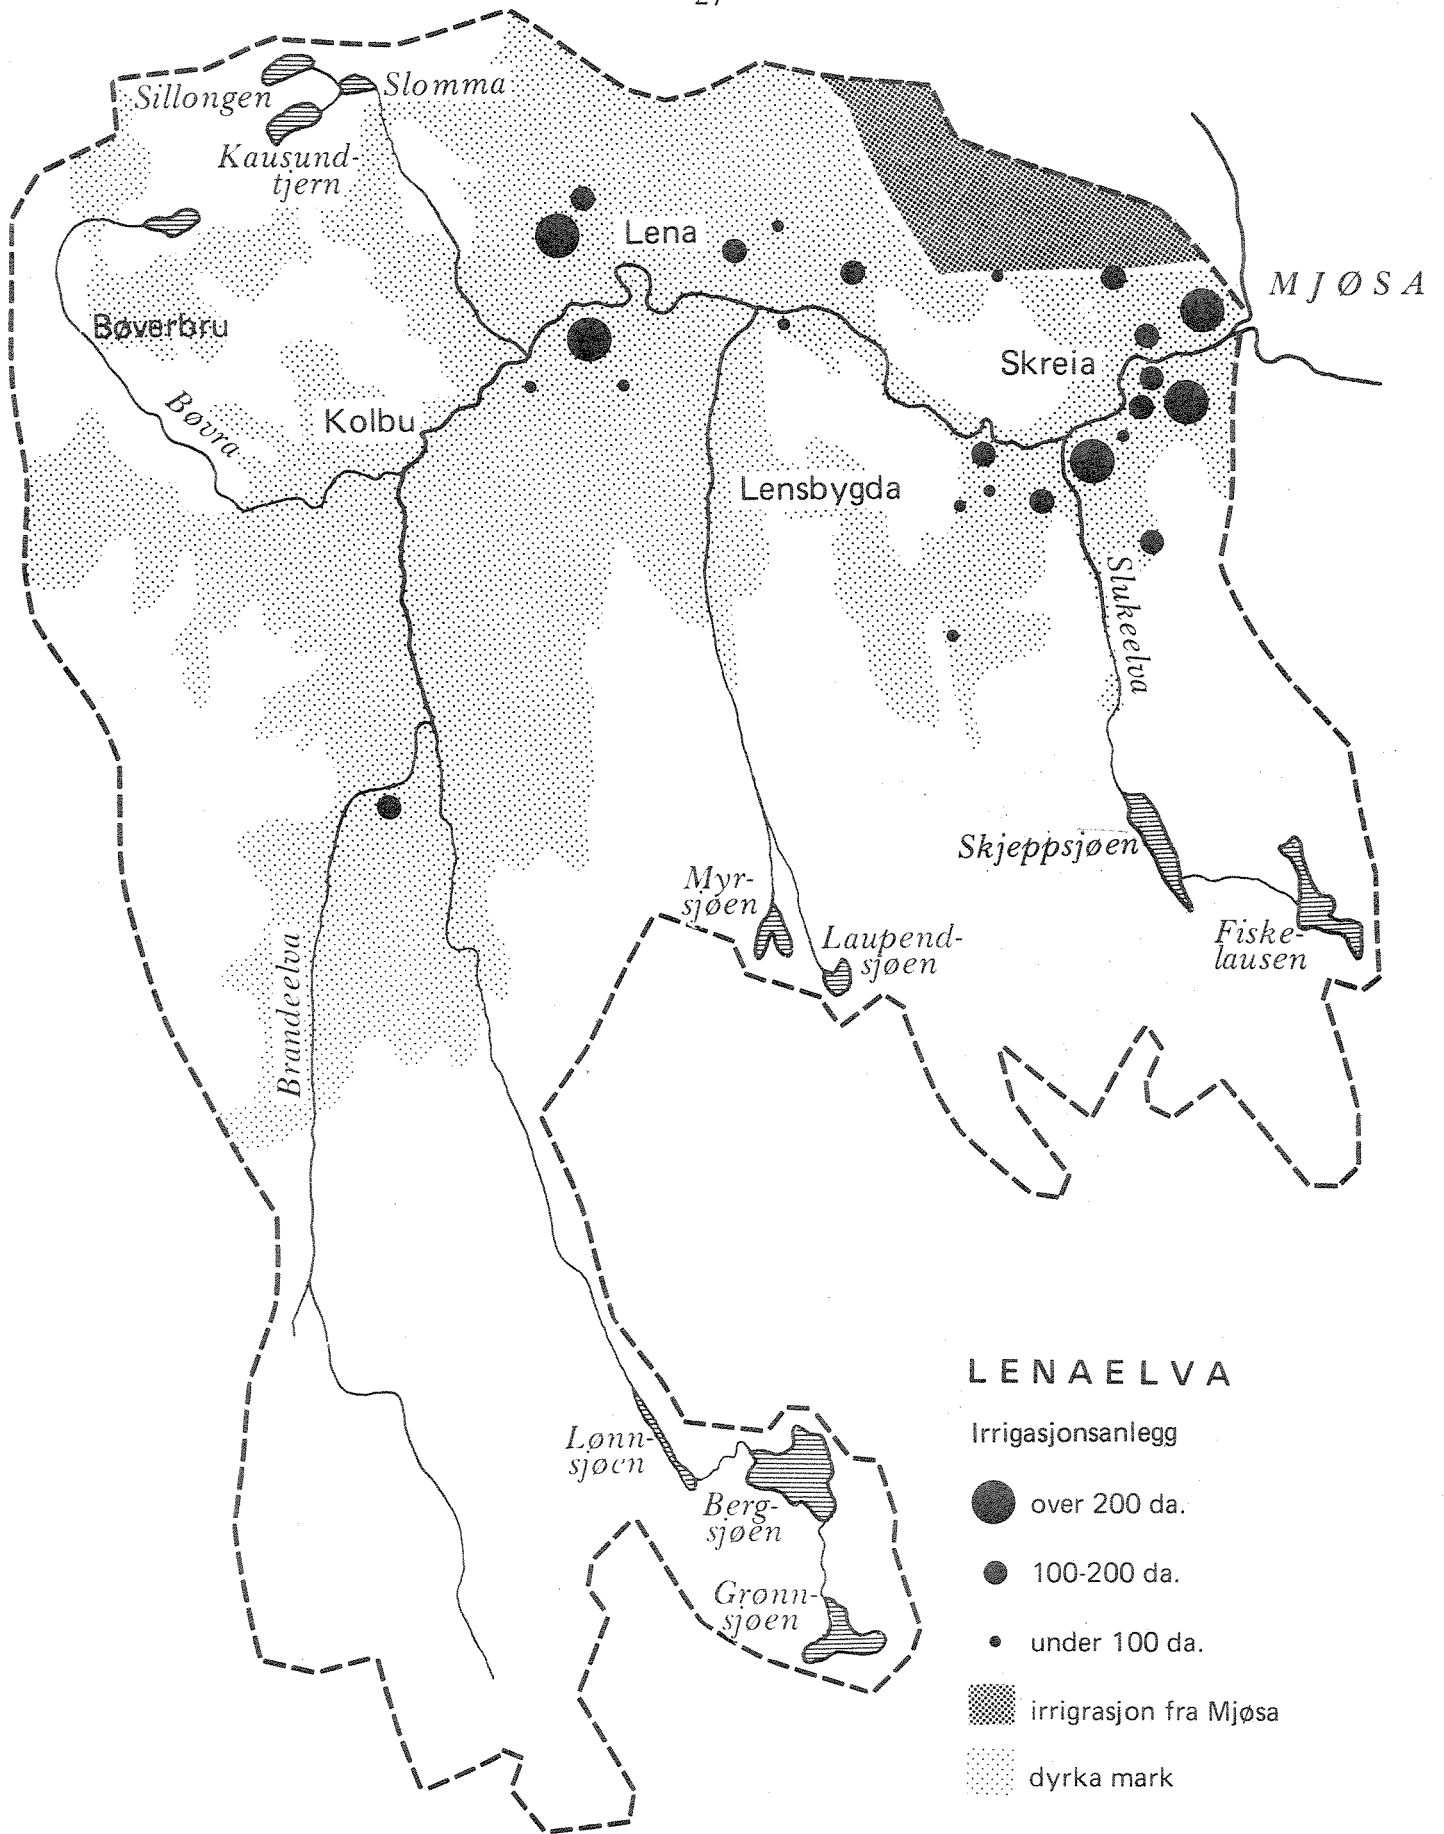 27
Slomma
Sillongen
Kausund-
tjern
Lena
MJØSA
Bøverbru
Skreia
Bøvra
Kolbu
Lensbygda
Slukeelva
Skjeppsjøen
Myr-
sjøen
Laupend-
sjøen
Fiske-
lausen
Brandeelva
LENAELVA
Irrigasjonsanlegg
Lønn-
sjøen
Berg-
sjøen
over 200 da.
100-200 da.
Grønn-
sjøen
under 100 da.
irrigrasjon fra Mjøsa
dyrka mark